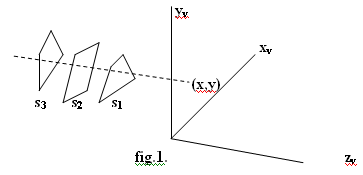 yv
xv
(x,y)
s3 s2 s1
fig.1.
zv